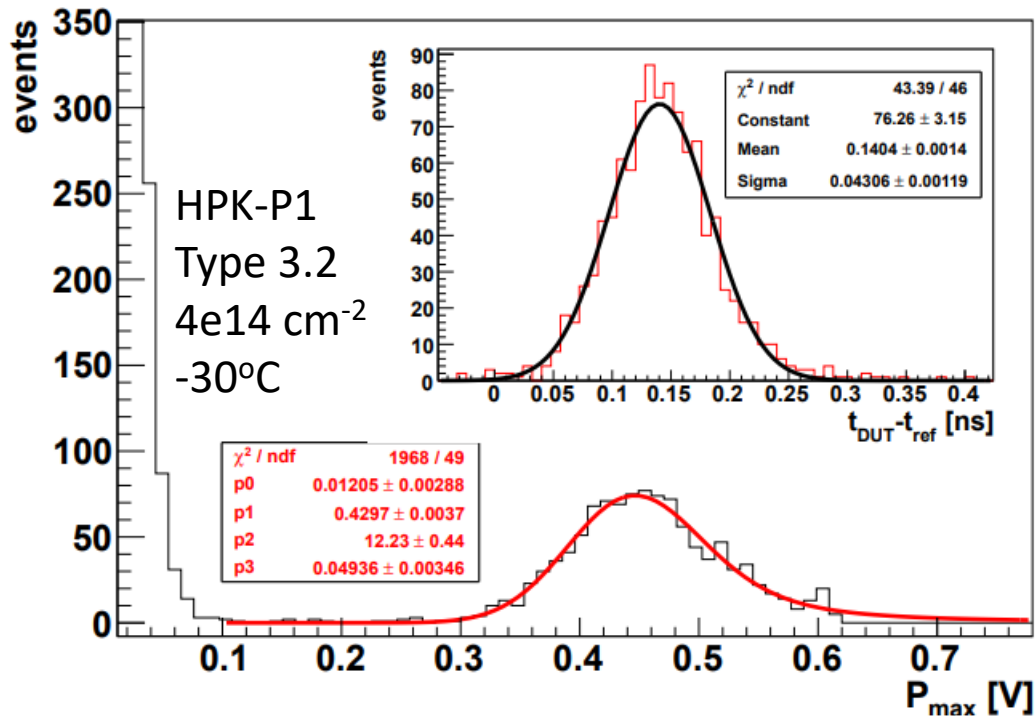 events
350
300
250
200
150
100
50
0
0.1 0.2 0.3 0.4 0.5 0.6 0.7
P_max [V]
HPK-P1
Type 3.2
4e14 cm⁻²
-30°C
events
90
80
70
60
50
40
30
20
10
0
0 0.05 0.1 0.15 0.2 0.25 0.3 0.35 0.4
t_DUT-t_ref [ns]
χ² / ndf 43.39 / 46
Constant 76.26 ± 3.15
Mean 0.1404 ± 0.0014
Sigma 0.04306 ± 0.00119
χ² / ndf 1968 / 49
p0 0.01205 ± 0.00288
p1 0.4297 ± 0.0037
p2 12.23 ± 0.44
p3 0.04936 ± 0.00346